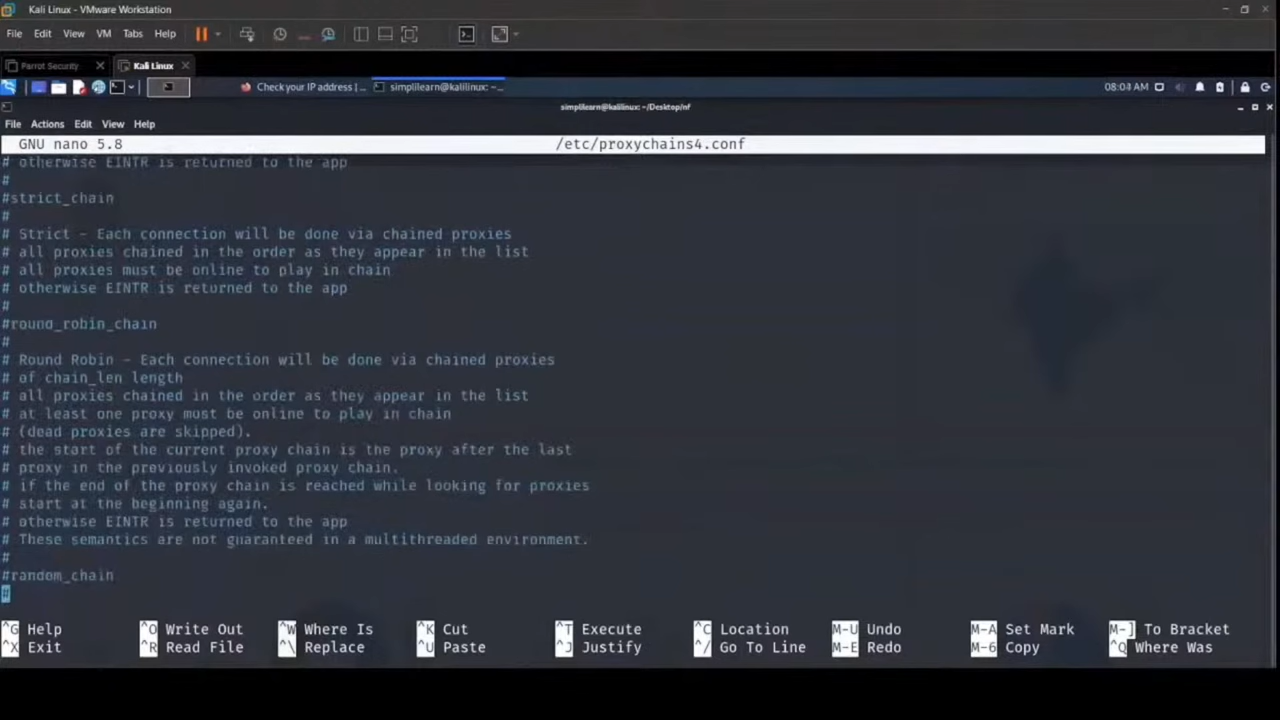 Kali Linux - VMware Workstation
File Edit View VM Tabs Help
Parrot Security
Kali Linux
Check your IP address | ...
simplilearn@kalilinux: ~...
08:04 AM
simplilearn@kalilinux: ~/Desktop/nf
File Actions Edit View Help
GNU nano 5.8 /etc/proxychains4.conf
# otherwise EINTR is returned to the app
#
#strict_chain
#
# Strict - Each connection will be done via chained proxies
# all proxies chained in the order as they appear in the list
# all proxies must be online to play in chain
# otherwise EINTR is returned to the app
#
#round_robin_chain
#
# Round Robin - Each connection will be done via chained proxies
# of chain_len length
# all proxies chained in the order as they appear in the list
# at least one proxy must be online to play in chain
# (dead proxies are skipped).
# the start of the current proxy chain is the proxy after the last
# proxy in the previously invoked proxy chain.
# if the end of the proxy chain is reached while looking for proxies
# start at the beginning again.
# otherwise EINTR is returned to the app
# These semantics are not guaranteed in a multithreaded environment.
#
#random_chain
#
^G Help ^O Write Out ^W Where Is ^K Cut ^T Execute ^C Location M-U Undo M-A Set Mark M-] To Bracket
^X Exit ^R Read File ^\ Replace ^U Paste ^J Justify ^/ Go To Line M-E Redo M-6 Copy ^Q Where Was